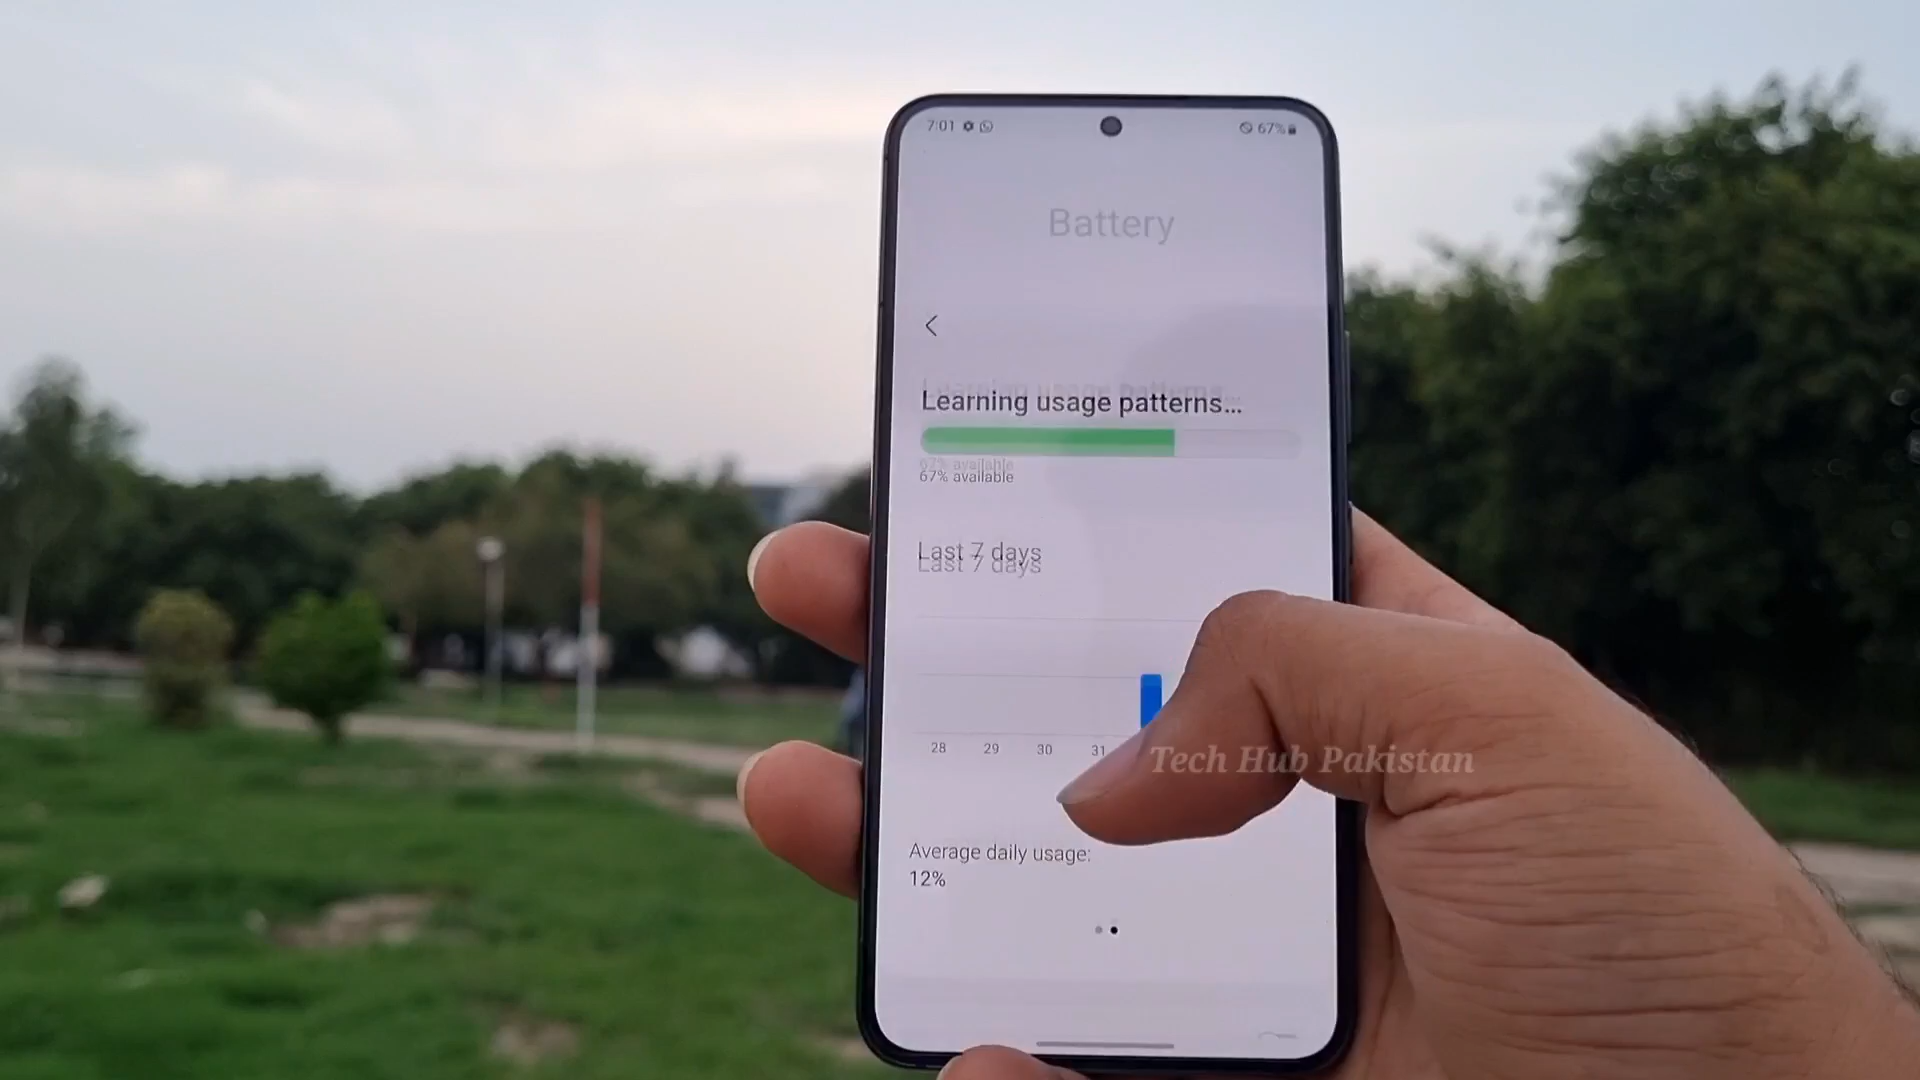 7:01
67%
Battery
Learning usage patterns...
67% available
Last 7 days
28 29 30 31
Tech Hub Pakistan
Average daily usage:
12%